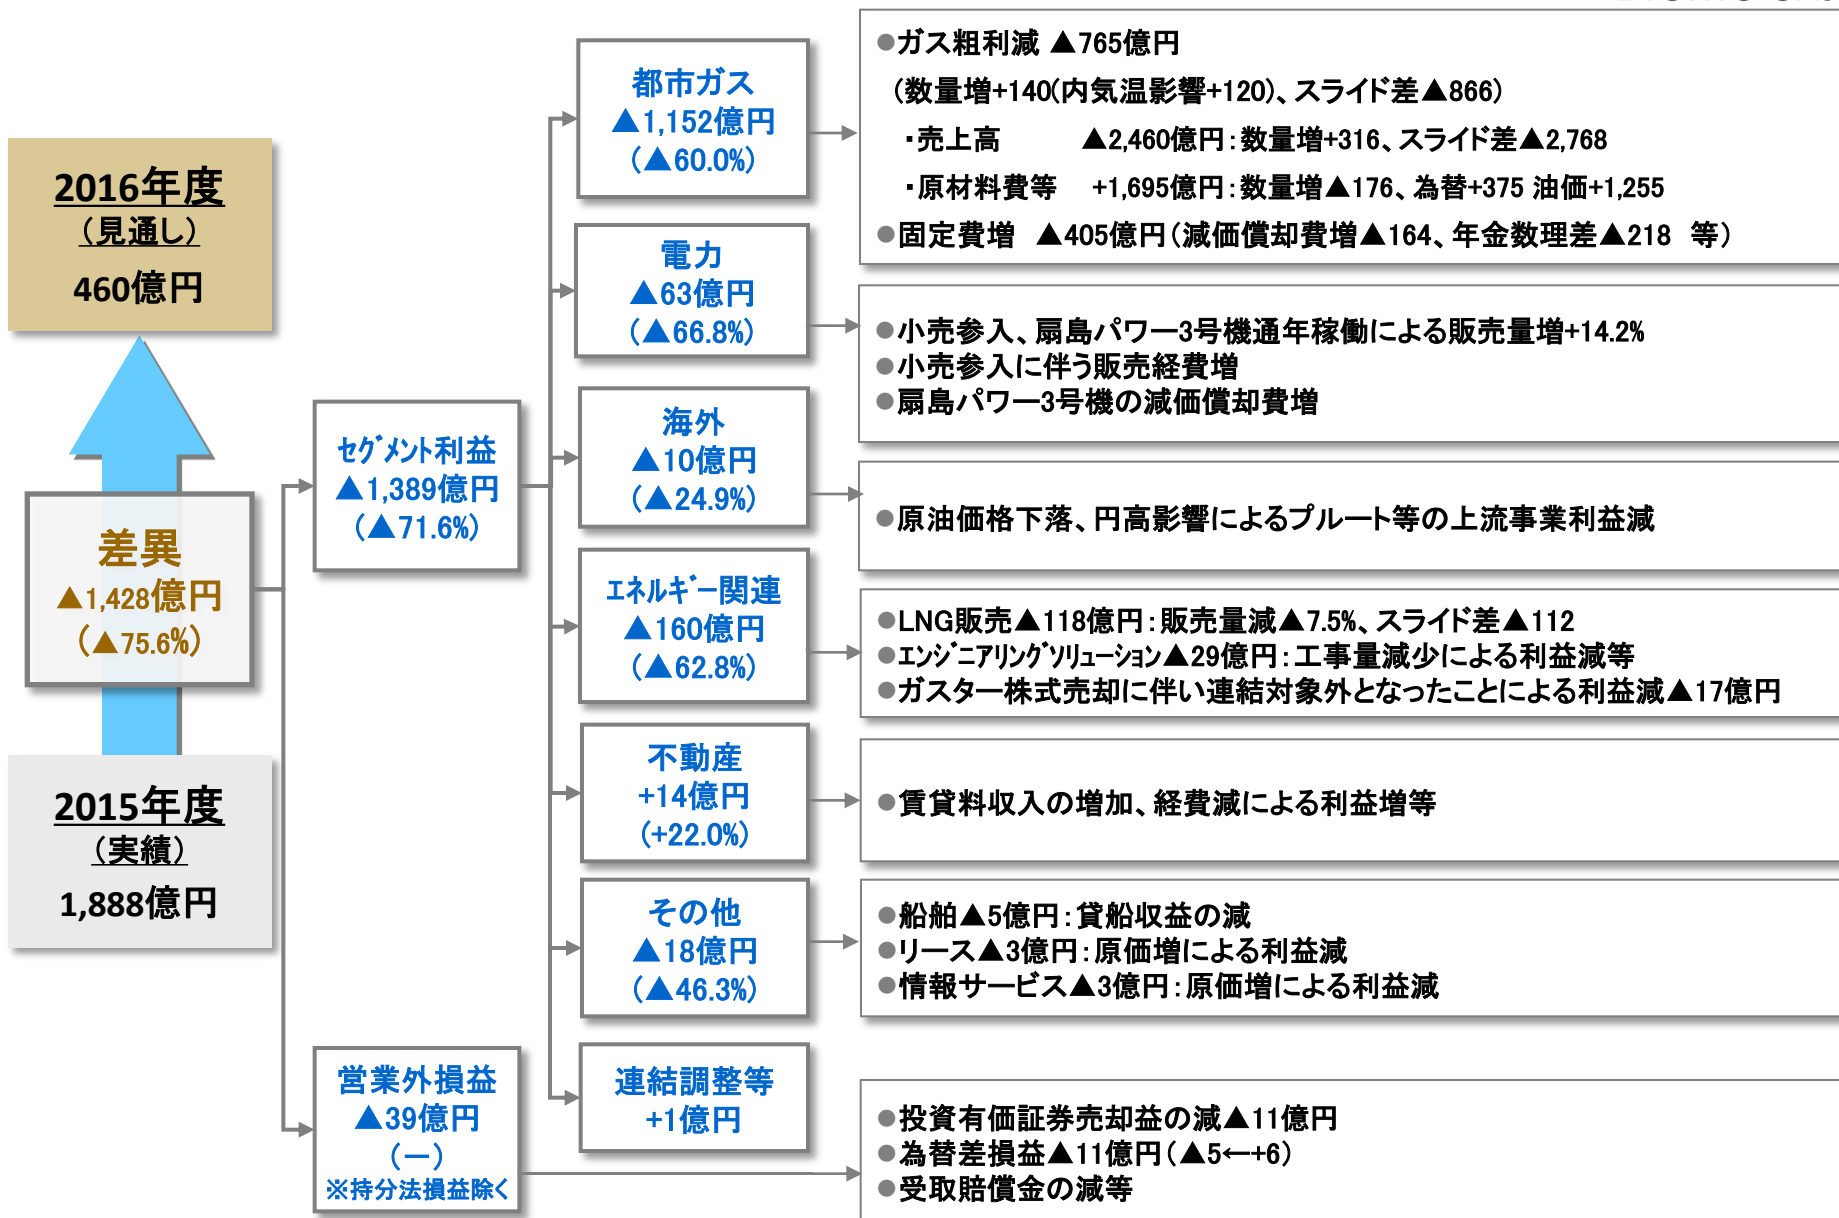 2016年度
(見通し)
460億円
差異
▲1,428億円
(▲75.6%)
2015年度
(実績)
1,888億円
ｾｸﾞﾒﾝﾄ利益
▲1,389億円
(▲71.6%)
営業外損益
▲39億円
(－)
※持分法損益除く
都市ガス
▲1,152億円
(▲60.0%)
電力
▲63億円
(▲66.8%)
海外
▲10億円
(▲24.9%)
ｴﾈﾙｷﾞｰ関連
▲160億円
(▲62.8%)
不動産
+14億円
(+22.0%)
その他
▲18億円
(▲46.3%)
連結調整等
+1億円
●ガス粗利減 ▲765億円
(数量増+140(内気温影響+120)、スライド差▲866)
・売上高 ▲2,460億円：数量増+316、スライド差▲2,768
・原材料費等 +1,695億円：数量増▲176、為替+375 油価+1,255
●固定費増 ▲405億円(減価償却費増▲164、年金数理差▲218 等)
●小売参入、扇島パワー3号機通年稼働による販売量増+14.2%
●小売参入に伴う販売経費増
●扇島パワー3号機の減価償却費増
●原油価格下落、円高影響によるプルート等の上流事業利益減
●LNG販売▲118億円：販売量減▲7.5%、スライド差▲112
●ｴﾝｼﾞﾆｱﾘﾝｸﾞｿﾘｭｰｼｮﾝ▲29億円：工事量減少による利益減等
●ガスター株式売却に伴い連結対象外となったことによる利益減▲17億円
●賃貸料収入の増加、経費減による利益増等
●船舶▲5億円：貸船収益の減
●リース▲3億円：原価増による利益減
●情報サービス▲3億円：原価増による利益減
●投資有価証券売却益の減▲11億円
●為替差損益▲11億円(▲5←+6)
●受取賠償金の減等